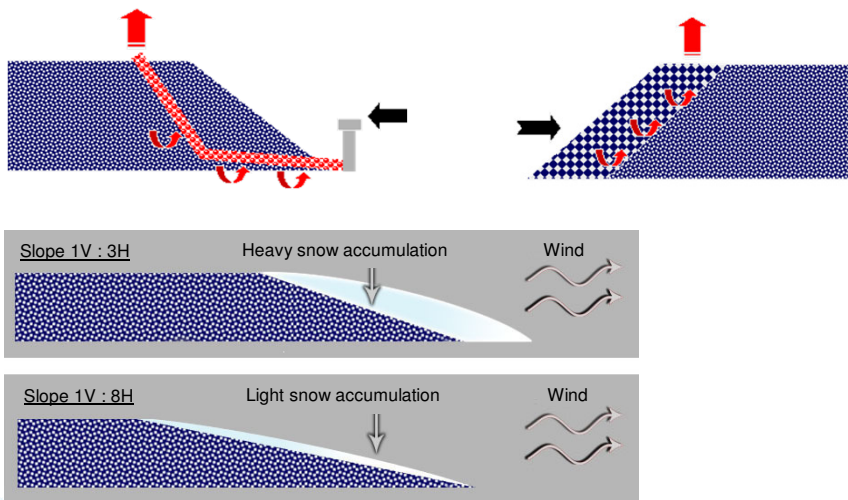 Slope 1V : 3H
Heavy snow accumulation
Wind
Slope 1V : 8H
Light snow accumulation
Wind